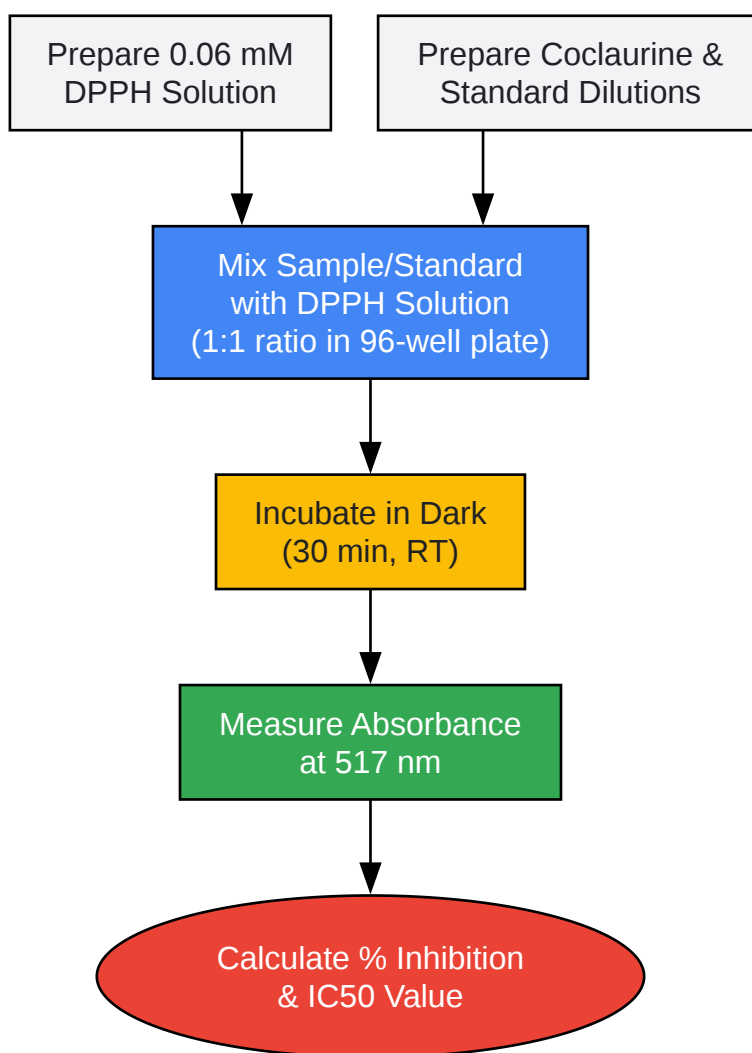 Prepare 0.06 mM
DPPH Solution
Prepare Coclaurine &
Standard Dilutions
Mix Sample/Standard
with DPPH Solution
(1:1 ratio in 96-well plate)
Incubate in Dark
(30 min, RT)
Measure Absorbance
at 517 nm
Calculate % Inhibition
& IC50 Value